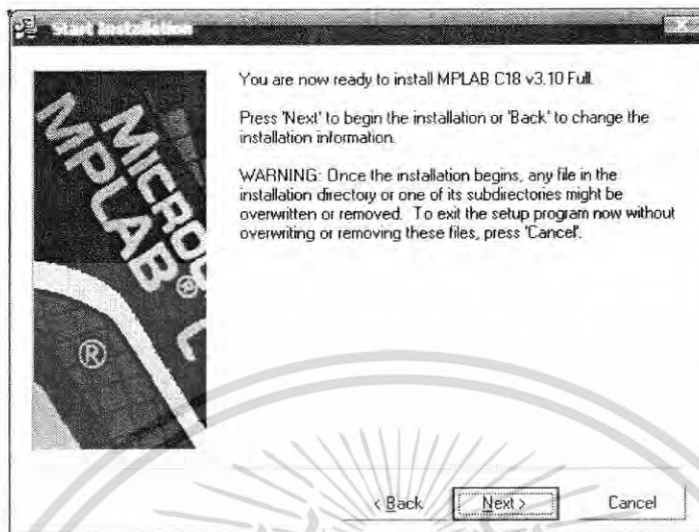 Start Installation
You are now ready to install MPLAB C18 v3.10 Full.
Press 'Next' to begin the installation or 'Back' to change the
installation information.
WARNING: Once the installation begins, any file in the
installation directory or one of its subdirectories might be
overwritten or removed. To exit the setup program now without
overwriting or removing these files, press 'Cancel'.
MICROC
MPLAB® C
®
< Back
Next >
Cancel